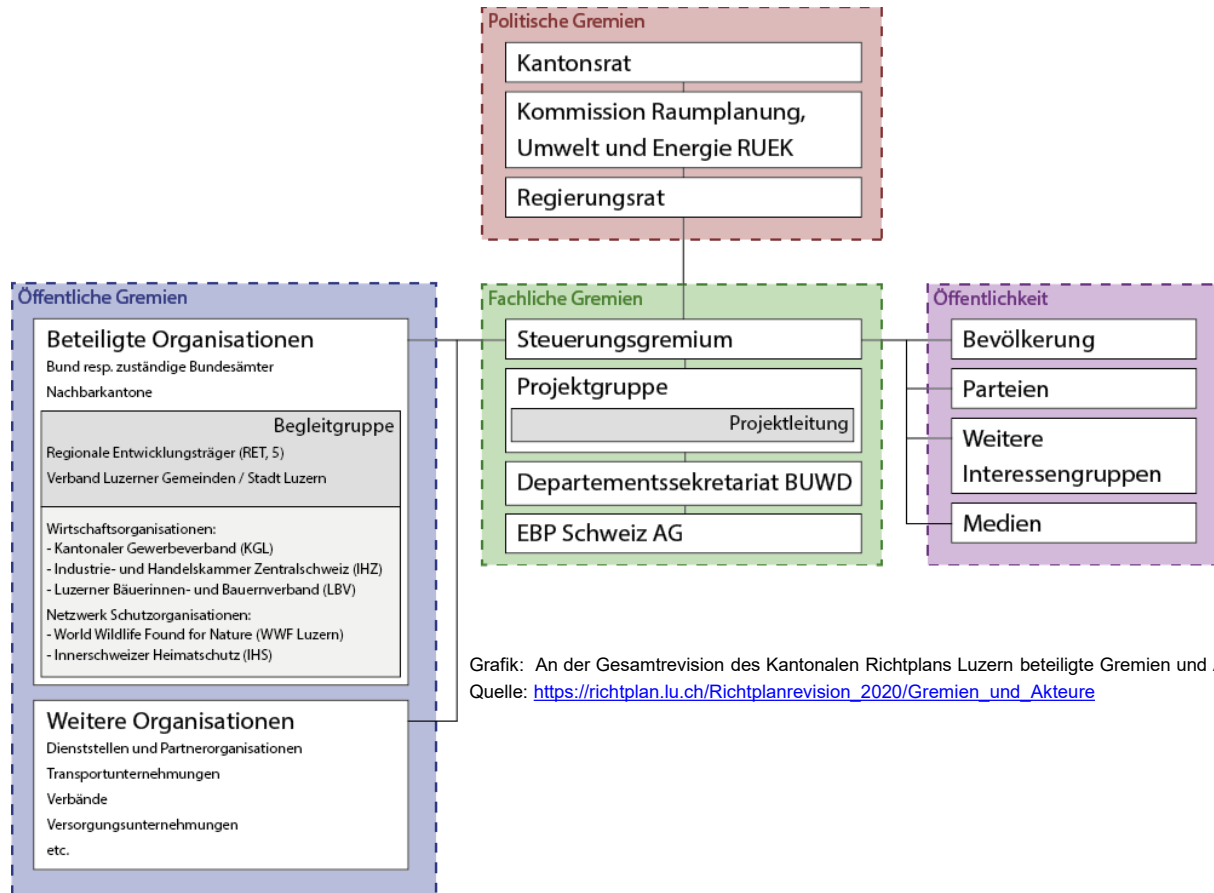 Politische Gremien
Kantonsrat
Kommission Raumplanung,
Umwelt und Energie RUEK
Regierungsrat
Öffentliche Gremien
Beteiligte Organisationen
Bund resp. zuständige Bundesämter
Nachbarkantone
Begleitgruppe
Regionale Entwicklungsträger (RET, 5)
Verband Luzerner Gemeinden / Stadt Luzern
Wirtschaftsorganisationen:
- Kantonaler Gewerbeverband (KGL)
- Industrie- und Handelskammer Zentralschweiz (IHZ)
- Luzerner Bäuerinnen- und Bauernverband (LBV)
Netzwerk Schutzorganisationen:
- World Wildlife Found for Nature (WWF Luzern)
- Innerschweizer Heimatschutz (IHS)
Weitere Organisationen
Dienststellen und Partnerorganisationen
Transportunternehmungen
Verbände
Versorgungsunternehmungen
etc.
Fachliche Gremien
Steuerungsgremium
Projektgruppe
Projektleitung
Departementssekretariat BUWD
EBP Schweiz AG
Öffentlichkeit
Bevölkerung
Parteien
Weitere
Interessengruppen
Medien
Grafik: An der Gesamtrevision des Kantonalen Richtplans Luzern beteiligte Gremien und
Quelle: https://richtplan.lu.ch/Richtplanrevision_2020/Gremien_und_Akteure